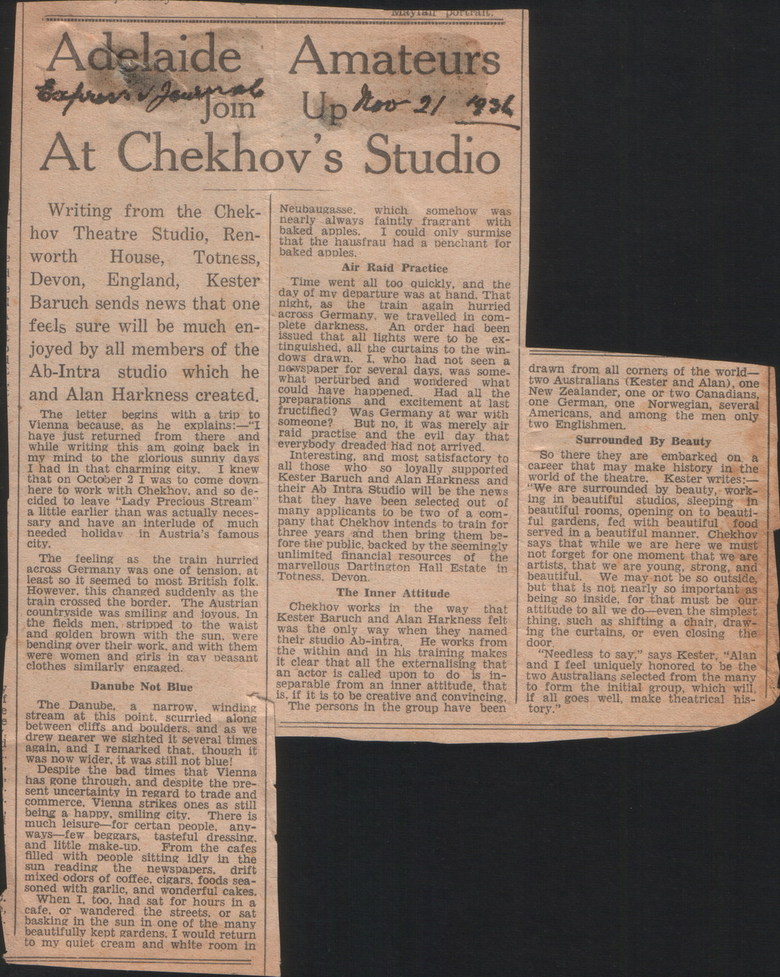 Mayfair portrait.
Adelaide Amateurs
Express & Journal Nov 21 1936
Join Up
At Chekhov's Studio
Writing from the Chek-
hov Theatre Studio, Ren-
worth House, Totness,
Devon, England, Kester
Baruch sends news that one
feels sure will be much en-
joyed by all members of the
Ab-Intra studio which he
and Alan Harkness created.
The letter begins with a trip to
Vienna because, as he explains:—"I
have just returned from there and
while writing this am going back in
my mind to the glorious sunny days
I had in that charming city. I knew
that on October 2 I was to come down
here to work with Chekhov, and so de-
cided to leave "Lady Precious Stream"
a little earlier than was actually neces-
sary and have an interlude of much
needed holiday in Austria's famous
city.
The feeling as the train hurried
across Germany was one of tension, at
least so it seemed to most British folk.
However, this changed suddenly as the
train crossed the border. The Austrian
countryside was smiling and joyous. In
the fields men, stripped to the waist
and golden brown with the sun, were
bending over their work, and with them
were women and girls in gay peasant
clothes similarly engaged.
Danube Not Blue
The Danube, a narrow, winding
stream at this point, scurried along
between cliffs and boulders, and as we
drew nearer we sighted it several times
again, and I remarked that, though it
was now wider, it was still not blue!
Despite the bad times that Vienna
has gone through, and despite the pre-
sent uncertainty in regard to trade and
commerce, Vienna strikes ones as still
being a happy, smiling city. There is
much leisure—for certan people, any-
ways—few beggars, tasteful dressing,
and little make-up. From the cafes
filled with people sitting idly in the
sun reading the newspapers, drift
mixed odors of coffee, cigars, foods sea-
soned with garlic, and wonderful cakes.
When I, too, had sat for hours in a
cafe, or wandered the streets, or sat
basking in the sun in one of the many
beautifully kept gardens, I would return
to my quiet cream and white room in
Neubaugasse, which somehow was
nearly always faintly fragrant with
baked apples. I could only surmise
that the hausfrau had a penchant for
baked apples.
Air Raid Practice
Time went all too quickly, and the
day of my departure was at hand. That
night, as the train again hurried
across Germany, we travelled in com-
plete darkness. An order had been
issued that all lights were to be ex-
tinguished, all the curtains to the win-
dows drawn. I, who had not seen a
newspaper for several days, was some-
what perturbed and wondered what
could have happened. Had all the
preparations and excitement at last
fructified? Was Germany at war with
someone? But no, it was merely air
raid practise and the evil day that
everybody dreaded had not arrived.
Interesting, and most satisfactory to
all those who so loyally supported
Kester Baruch and Alan Harkness and
their Ab Intra Studio will be the news
that they have been selected out of
many applicants to be two of a com-
pany that Chekhov intends to train for
three years and then bring them be-
fore the public, backed by the seemingly
unlimited financial resources of the
marvellous Dartington Hall Estate in
Totness, Devon.
The Inner Attitude
Chekhov works in the way that
Kester Baruch and Alan Harkness felt
was the only way when they named
their studio Ab-intra. He works from
the within and in his training makes
it clear that all the externalising that
an actor is called upon to do is in-
separable from an inner attitude, that
is, if it is to be creative and convincing.
The persons in the group have been
drawn from all corners of the world—
two Australians (Kester and Alan), one
New Zealander, one or two Canadians,
one German, one Norwegian, several
Americans, and among the men only
two Englishmen.
Surrounded By Beauty
So there they are embarked on a
career that may make history in the
world of the theatre. Kester writes:—
"We are surrounded by beauty, work-
ing in beautiful studios, sleeping in
beautiful rooms, opening on to beauti-
ful gardens, fed with beautiful food
served in a beautiful manner. Chekhov
says that while we are here we must
not forget for one moment that we are
artists, that we are young, strong, and
beautiful. We may not be so outside,
but that is not nearly so important as
being so inside, for that must be our
attitude to all we do—even the simplest
thing, such as shifting a chair, draw-
ing the curtains, or even closing the
door.
"Needless to say," says Kester, "Alan
and I feel uniquely honored to be the
two Australians selected from the many
to form the initial group, which will,
if all goes well, make theatrical his-
tory."